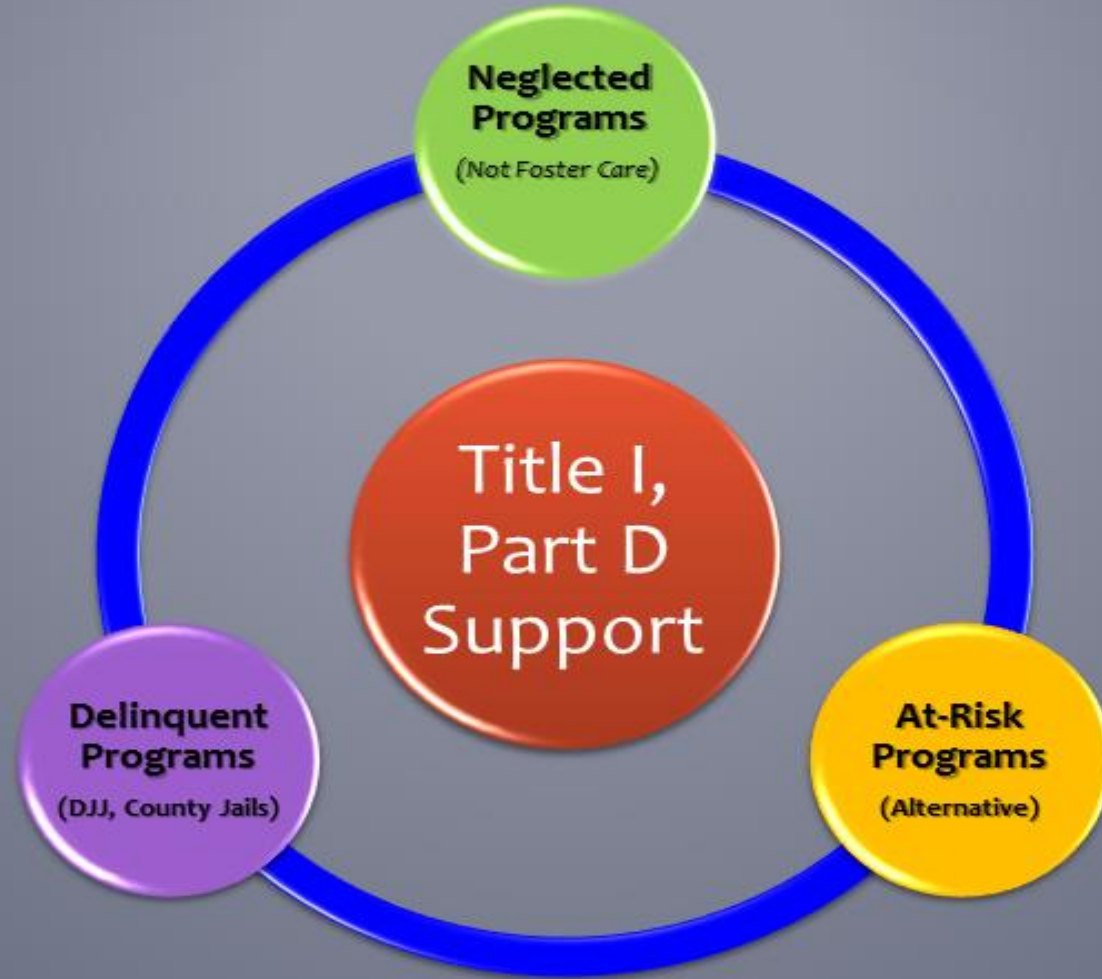 Neglected
Programs
(Not Foster Care)
Title I,
Part D
Support
Delinquent
Programs
(DJJ, County Jails)
At-Risk
Programs
(Alternative)